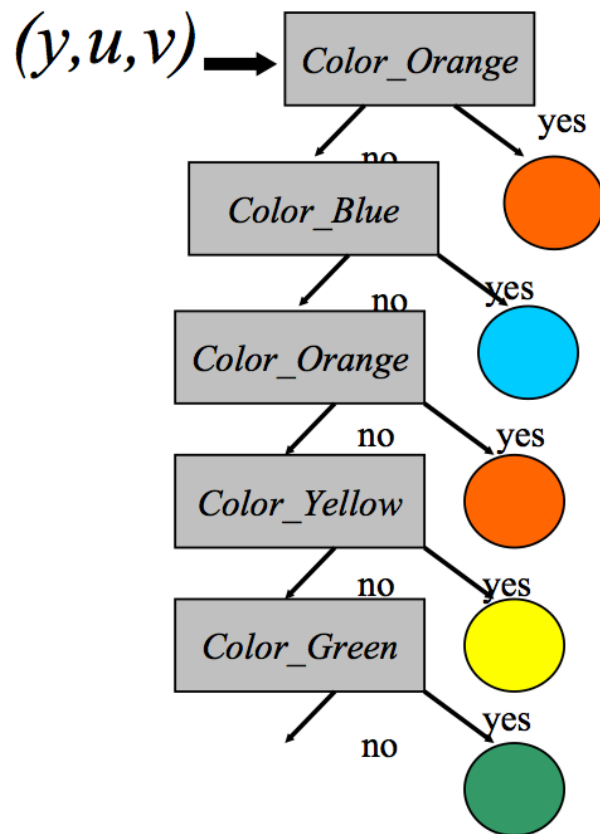 (y,u,v)
Color_Orange
yes
no
Color_Blue
yes
no
Color_Orange
no
yes
Color_Yellow
no
yes
Color_Green
yes
no